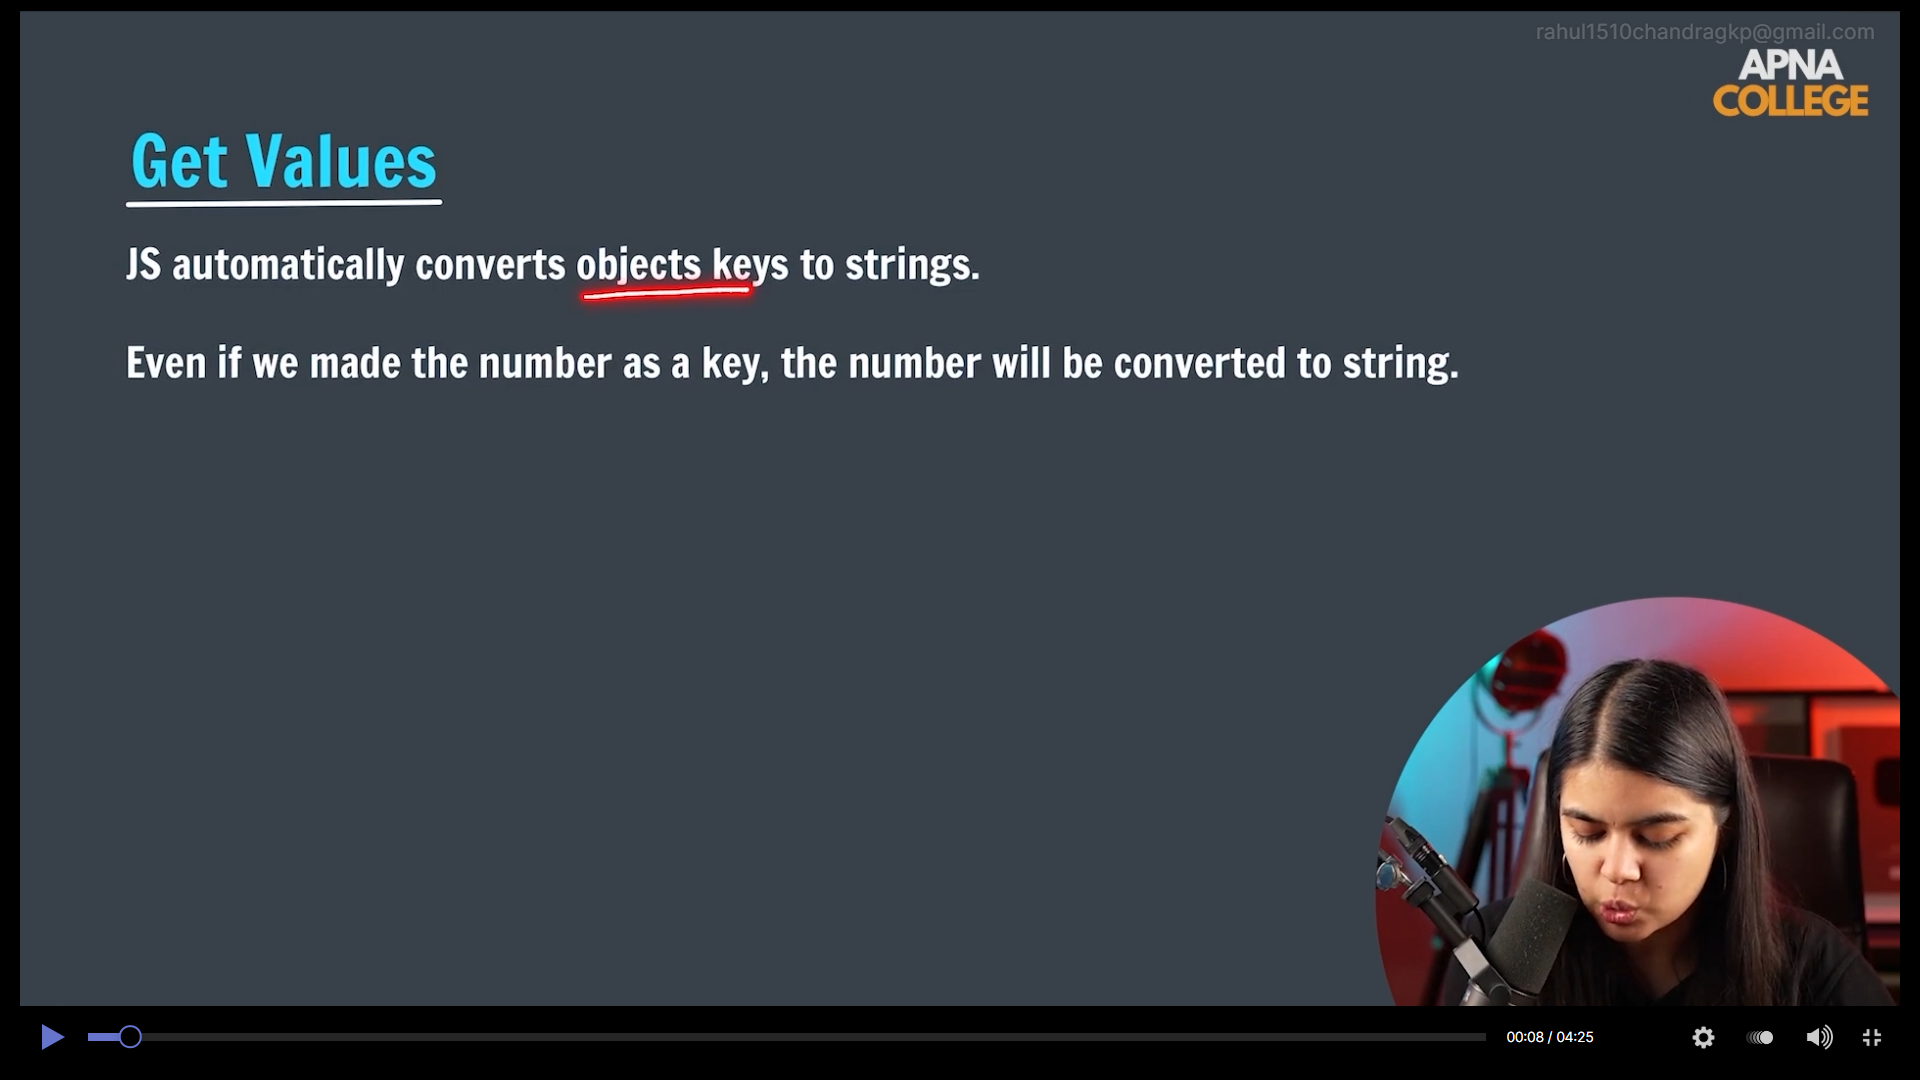 rahul1510chandragkp@gmail.com
APNA
COLLEGE
Get Values
JS automatically converts objects keys to strings.
Even if we made the number as a key, the number will be converted to string.
00:08 / 04:25